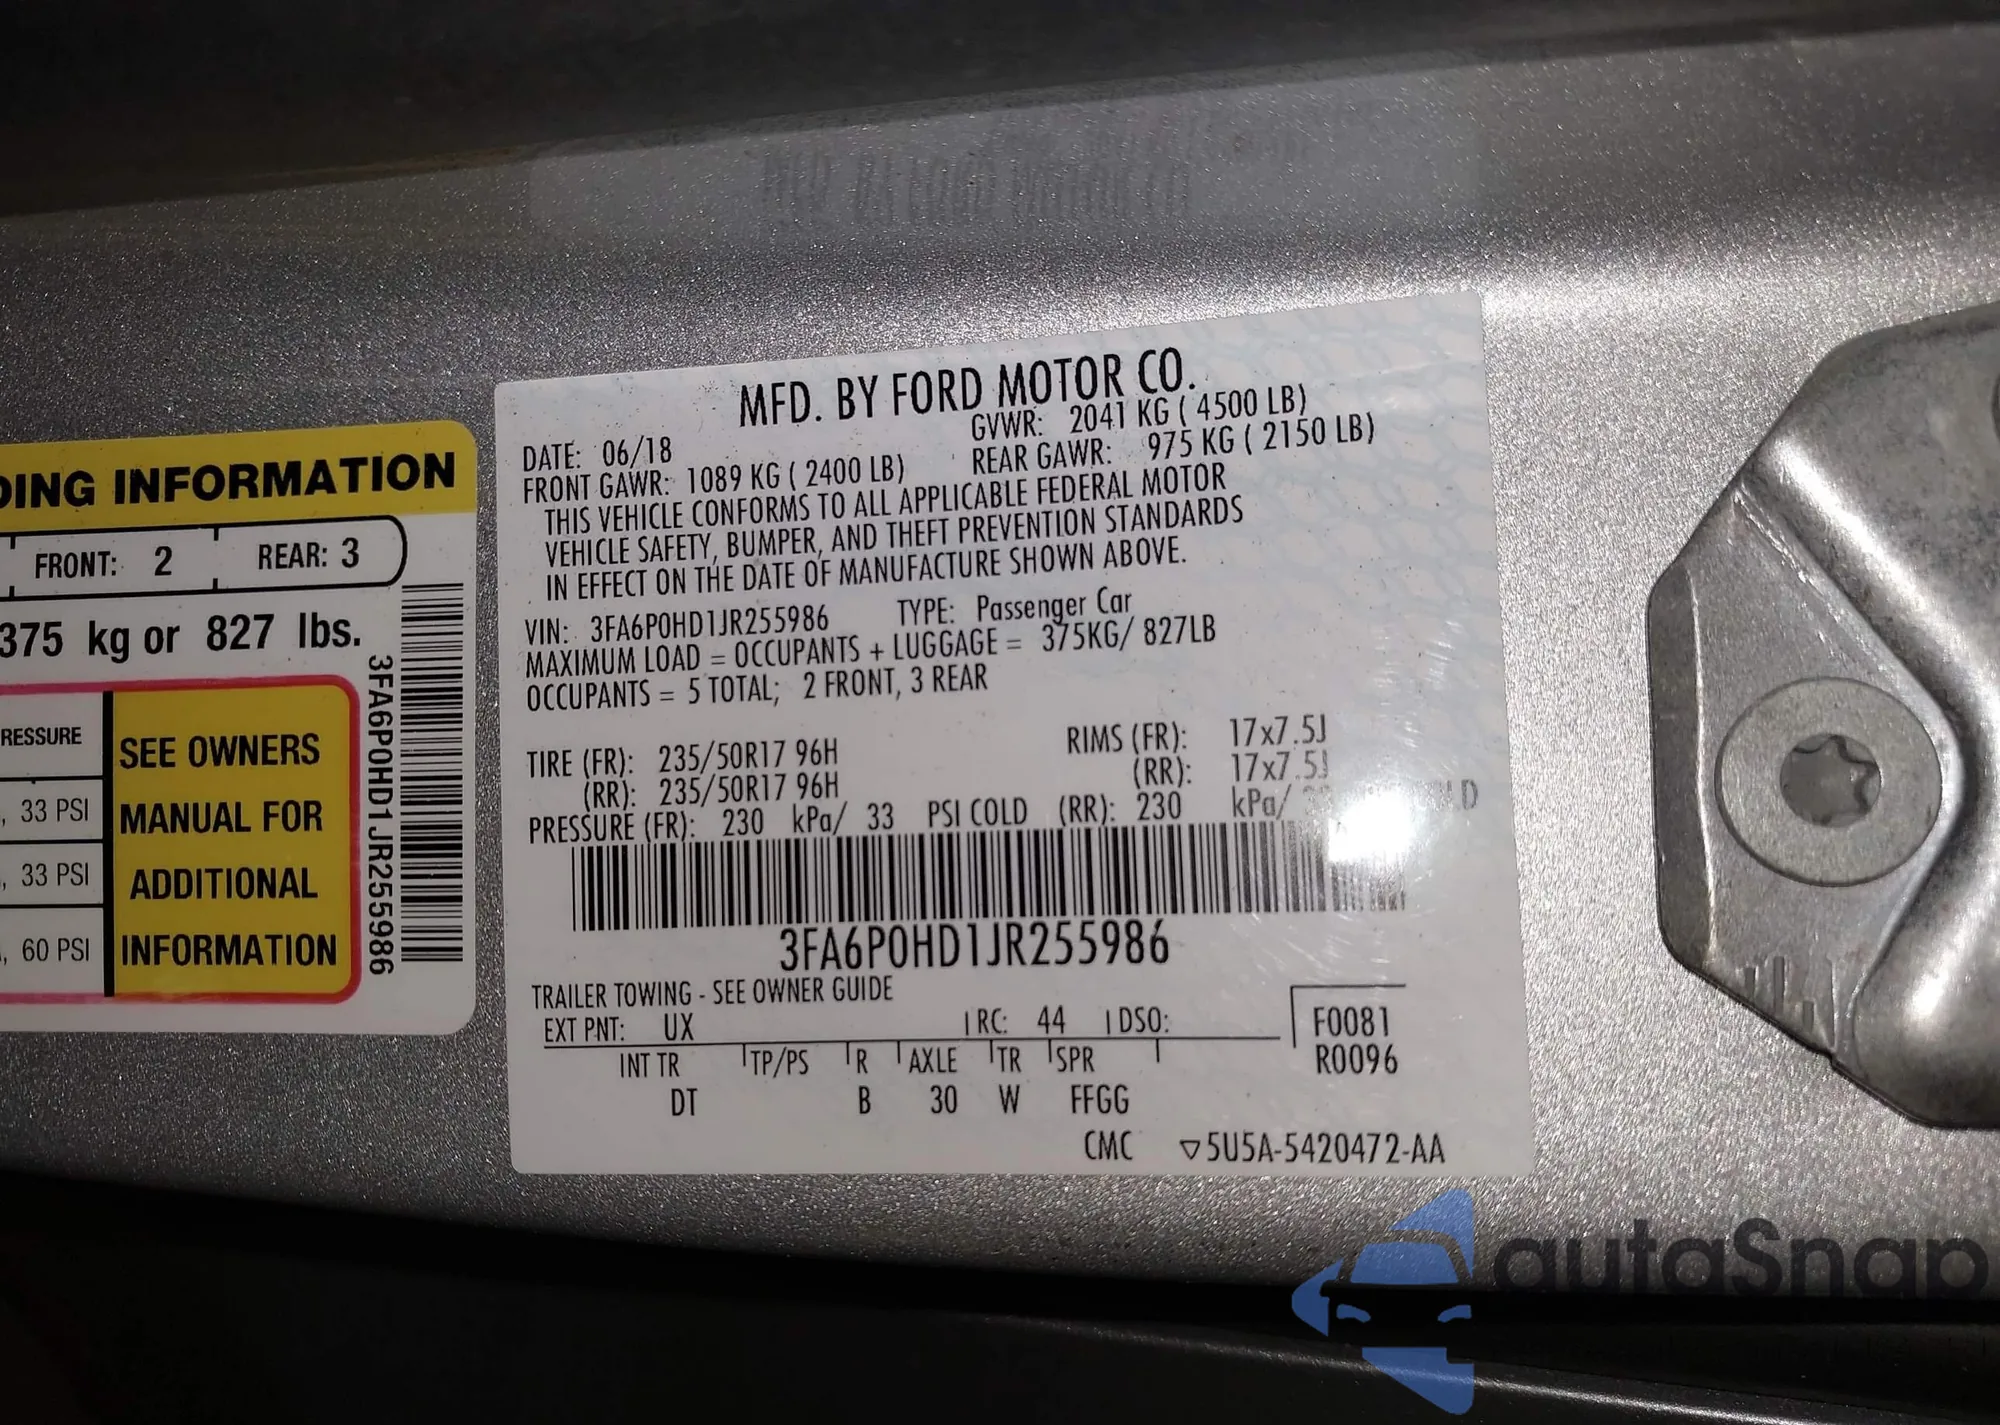 DING INFORMATION
FRONT: 2 REAR: 3
375 kg or 827 lbs.
RESSURE
, 33 PSI
, 33 PSI
, 60 PSI
SEE OWNERS
MANUAL FOR
ADDITIONAL
INFORMATION
3FA6P0HD1JR255986
MFD. BY FORD MOTOR CO.
DATE: 06/18 GVWR: 2041 KG ( 4500 LB)
FRONT GAWR: 1089 KG ( 2400 LB) REAR GAWR: 975 KG ( 2150 LB)
THIS VEHICLE CONFORMS TO ALL APPLICABLE FEDERAL MOTOR
VEHICLE SAFETY, BUMPER, AND THEFT PREVENTION STANDARDS
IN EFFECT ON THE DATE OF MANUFACTURE SHOWN ABOVE.
VIN: 3FA6P0HD1JR255986 TYPE: Passenger Car
MAXIMUM LOAD = OCCUPANTS + LUGGAGE = 375KG/ 827LB
OCCUPANTS = 5 TOTAL; 2 FRONT, 3 REAR
TIRE (FR): 235/50R17 96H RIMS (FR): 17x7.5J
(RR): 235/50R17 96H (RR): 17x7.5J
PRESSURE (FR): 230 kPa/ 33 PSI COLD (RR): 230 kPa/
3FA6P0HD1JR255986
TRAILER TOWING - SEE OWNER GUIDE
EXT PNT: UX RC: 44 DSO: F0081
INT TR TP/PS R AXLE TR SPR R0096
DT B 30 W FFGG
CMC ▽5U5A-5420472-AA
autoSnap